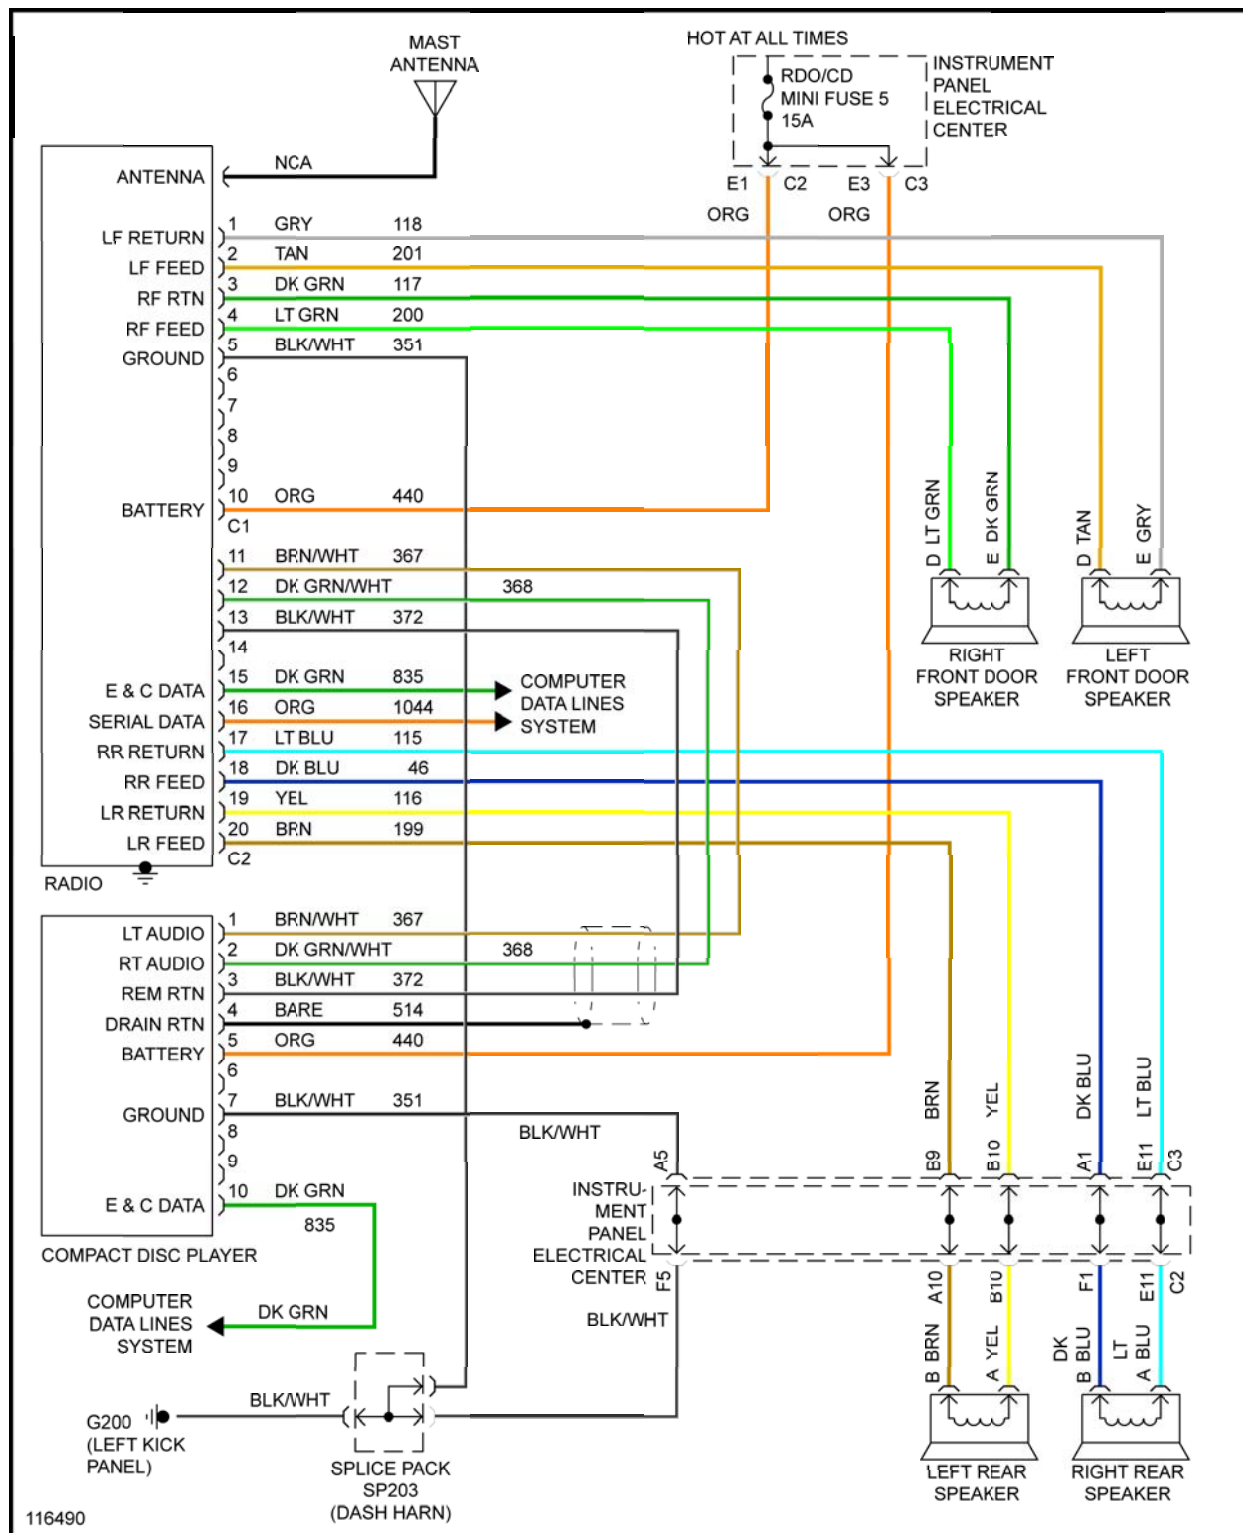 MAST
ANTENNA
HOT AT ALL TIMES
RDO/CD
MINI FUSE 5
15A
INSTRUMENT
PANEL
ELECTRICAL
CENTER
E1
C2
E3
C3
ORG
ORG
ANTENNA
NCA
LF RETURN
1
GRY
118
LF FEED
2
TAN
201
RF RTN
3
DK GRN
117
RF FEED
4
LT GRN
200
GROUND
5
BLK/WHT
351
6
7
8
9
BATTERY
10
ORG
440
C1
11
BRN/WHT
367
12
DK GRN/WHT
368
13
BLK/WHT
372
14
E & C DATA
15
DK GRN
835
SERIAL DATA
16
ORG
1044
COMPUTER
DATA LINES
SYSTEM
RR RETURN
17
LT BLU
115
RR FEED
18
DK BLU
46
LR RETURN
19
YEL
116
LR FEED
20
BRN
199
C2
RADIO
D LT GRN
E DK GRN
D TAN
E GRY
RIGHT
FRONT DOOR
SPEAKER
LEFT
FRONT DOOR
SPEAKER
LT AUDIO
1
BRN/WHT
367
RT AUDIO
2
DK GRN/WHT
368
REM RTN
3
BLK/WHT
372
DRAIN RTN
4
BARE
514
BATTERY
5
ORG
440
6
GROUND
7
BLK/WHT
351
8
9
E & C DATA
10
DK GRN
835
COMPACT DISC PLAYER
BLK/WHT
BRN
YEL
DK BLU
LT BLU
A5
B9
B10
A1
E11
C3
INSTRU-
MENT
PANEL
ELECTRICAL
CENTER
F5
A10
B10
F1
E11
C2
BLK/WHT
COMPUTER
DATA LINES
SYSTEM
DK GRN
B BRN
A YEL
DK
B BLU
LT
A BLU
BLK/WHT
G200
(LEFT KICK
PANEL)
SPLICE PACK
SP203
(DASH HARN)
LEFT REAR
SPEAKER
RIGHT REAR
SPEAKER
116490